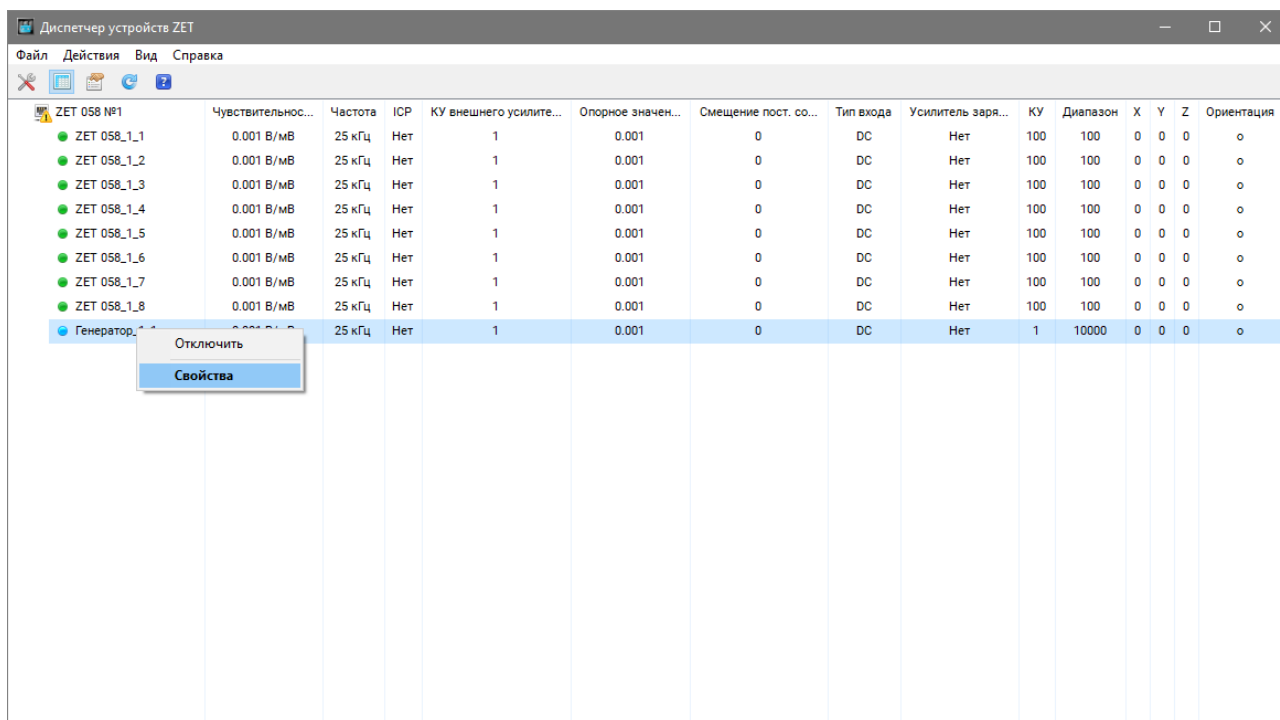 Диспетчер устройств ZET
Файл Действия Вид Справка
ZET 058 №1 Чувствительнос... Частота ICP КУ внешнего усилите... Опорное значен... Смещение пост. со... Тип входа Усилитель заря... КУ Диапазон X Y Z Ориентация
ZET 058_1_1 0.001 В/мВ 25 кГц Нет 1 0.001 0 DC Нет 100 100 0 0 0 o
ZET 058_1_2 0.001 В/мВ 25 кГц Нет 1 0.001 0 DC Нет 100 100 0 0 0 o
ZET 058_1_3 0.001 В/мВ 25 кГц Нет 1 0.001 0 DC Нет 100 100 0 0 0 o
ZET 058_1_4 0.001 В/мВ 25 кГц Нет 1 0.001 0 DC Нет 100 100 0 0 0 o
ZET 058_1_5 0.001 В/мВ 25 кГц Нет 1 0.001 0 DC Нет 100 100 0 0 0 o
ZET 058_1_6 0.001 В/мВ 25 кГц Нет 1 0.001 0 DC Нет 100 100 0 0 0 o
ZET 058_1_7 0.001 В/мВ 25 кГц Нет 1 0.001 0 DC Нет 100 100 0 0 0 o
ZET 058_1_8 0.001 В/мВ 25 кГц Нет 1 0.001 0 DC Нет 100 100 0 0 0 o
Генератор_ 25 кГц Нет 1 0.001 0 DC Нет 1 10000 0 0 0 o
Отключить
Свойства